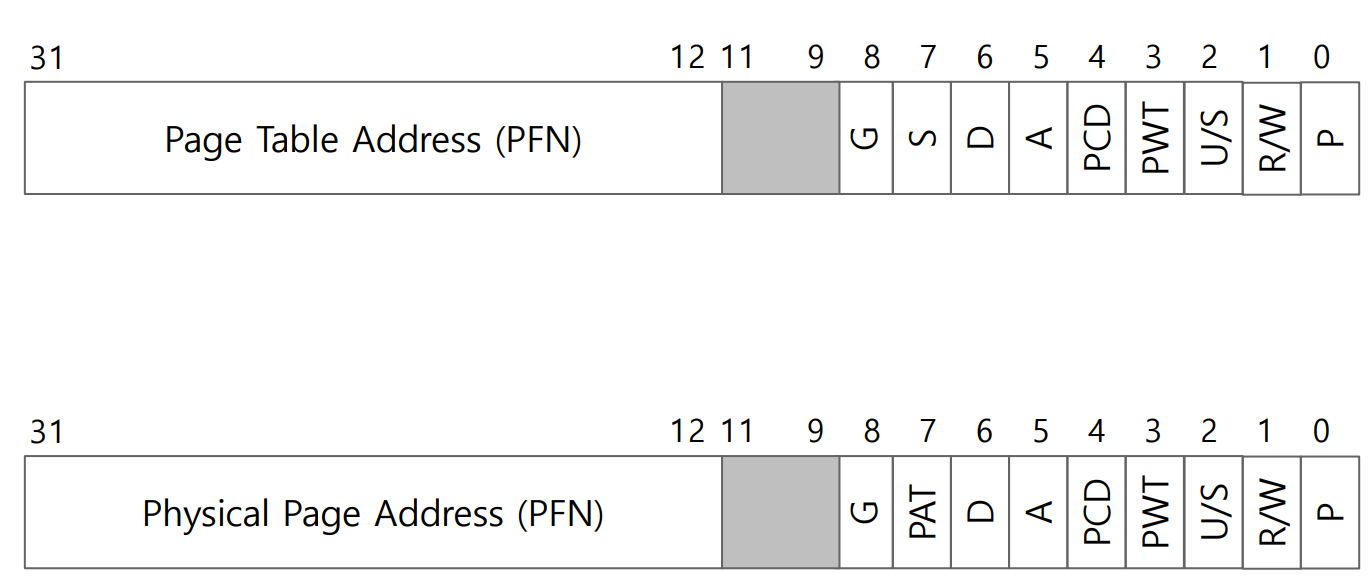 31 12 11 9 8 7 6 5 4 3 2 1 0
Page Table Address (PFN) G S D A PCD PWT U/S R/W P
31 12 11 9 8 7 6 5 4 3 2 1 0
Physical Page Address (PFN) G PAT D A PCD PWT U/S R/W P